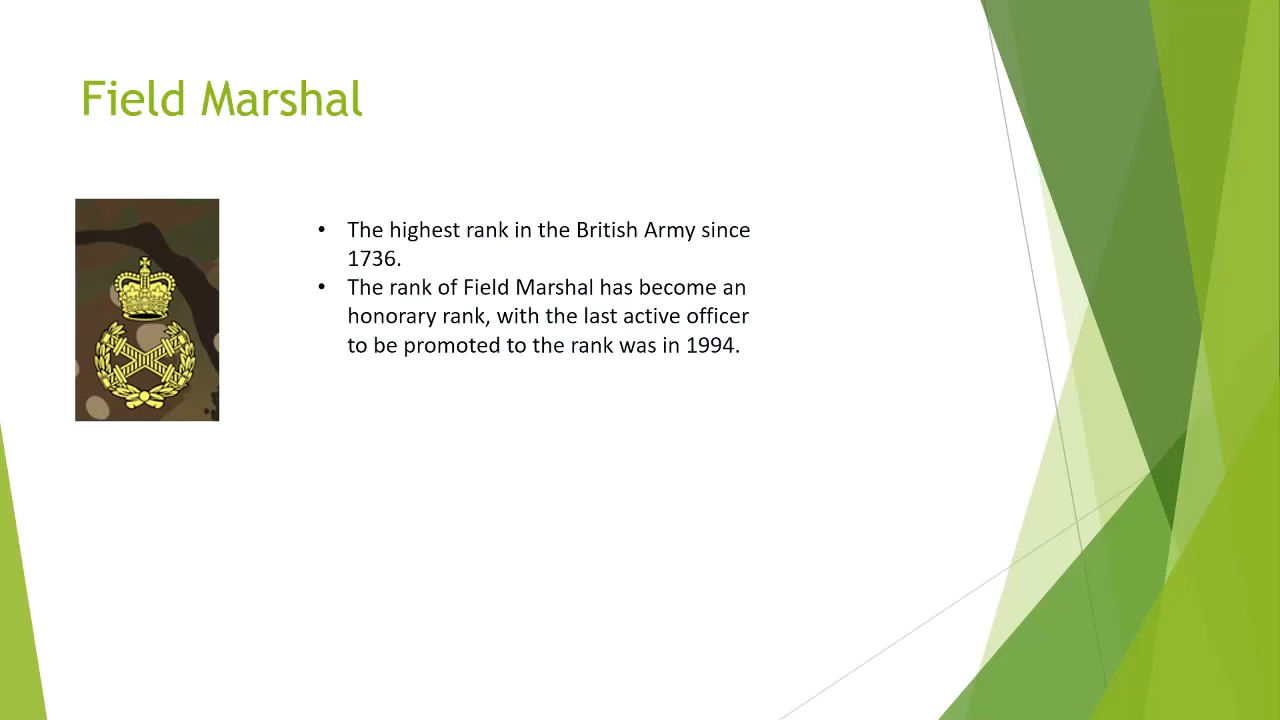 Field Marshal
• The highest rank in the British Army since
1736.
• The rank of Field Marshal has become an
honorary rank, with the last active officer
to be promoted to the rank was in 1994.